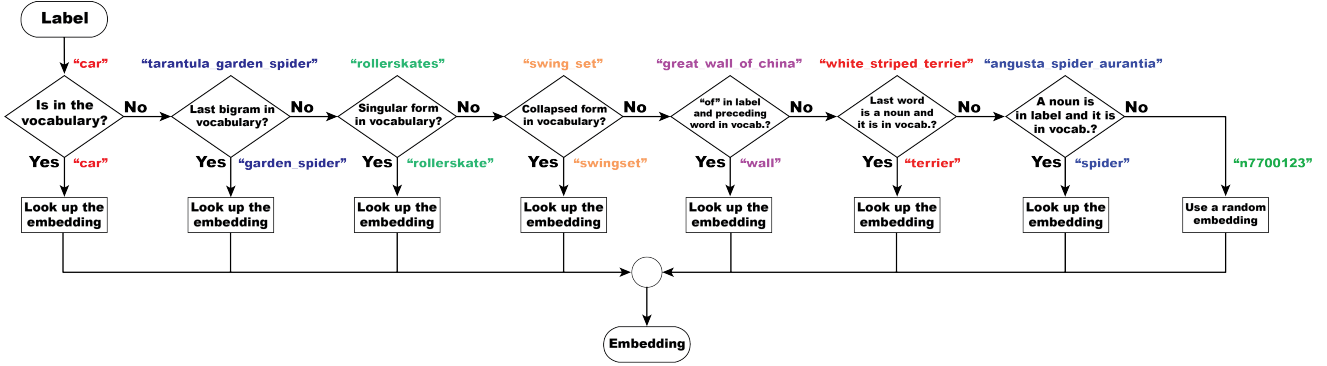 Label
“car”
“tarantula garden spider”
“rollerskates”
“swing set”
“great wall of china”
“white striped terrier”
“angusta spider aurantia”
Is in the
vocabulary?
No
Last bigram in
vocabulary?
No
Singular form
in vocabulary?
No
Collapsed form
in vocabulary?
No
“of” in label
and preceding
word in vocab.?
No
Last word
is a noun and
it is in vocab.?
No
A noun is
in label and it is
in vocab.?
No
Yes
“car”
Yes
“garden_spider”
Yes
“rollerskate”
Yes
“swingset”
Yes
“wall”
Yes
“terrier”
Yes
“spider”
“n7700123”
Look up the
embedding
Look up the
embedding
Look up the
embedding
Look up the
embedding
Look up the
embedding
Look up the
embedding
Look up the
embedding
Use a random
embedding
Embedding